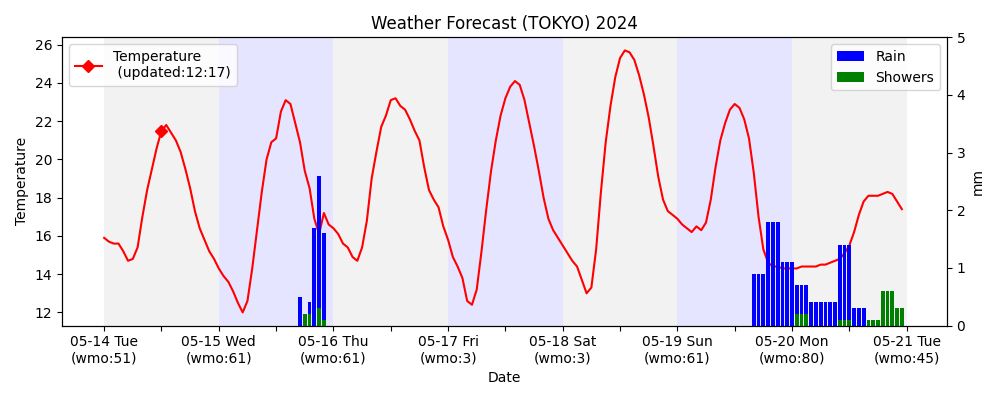 Weather Forecast (TOKYO) 2024
Temperature
(updated:12:17)
Rain
Showers
26
24
22
20
18
16
14
12
Temperature
5
4
3
2
1
0
mm
05-14 Tue
(wmo:51)
05-15 Wed
(wmo:61)
05-16 Thu
(wmo:61)
05-17 Fri
(wmo:3)
05-18 Sat
(wmo:3)
05-19 Sun
(wmo:61)
05-20 Mon
(wmo:80)
05-21 Tue
(wmo:45)
Date